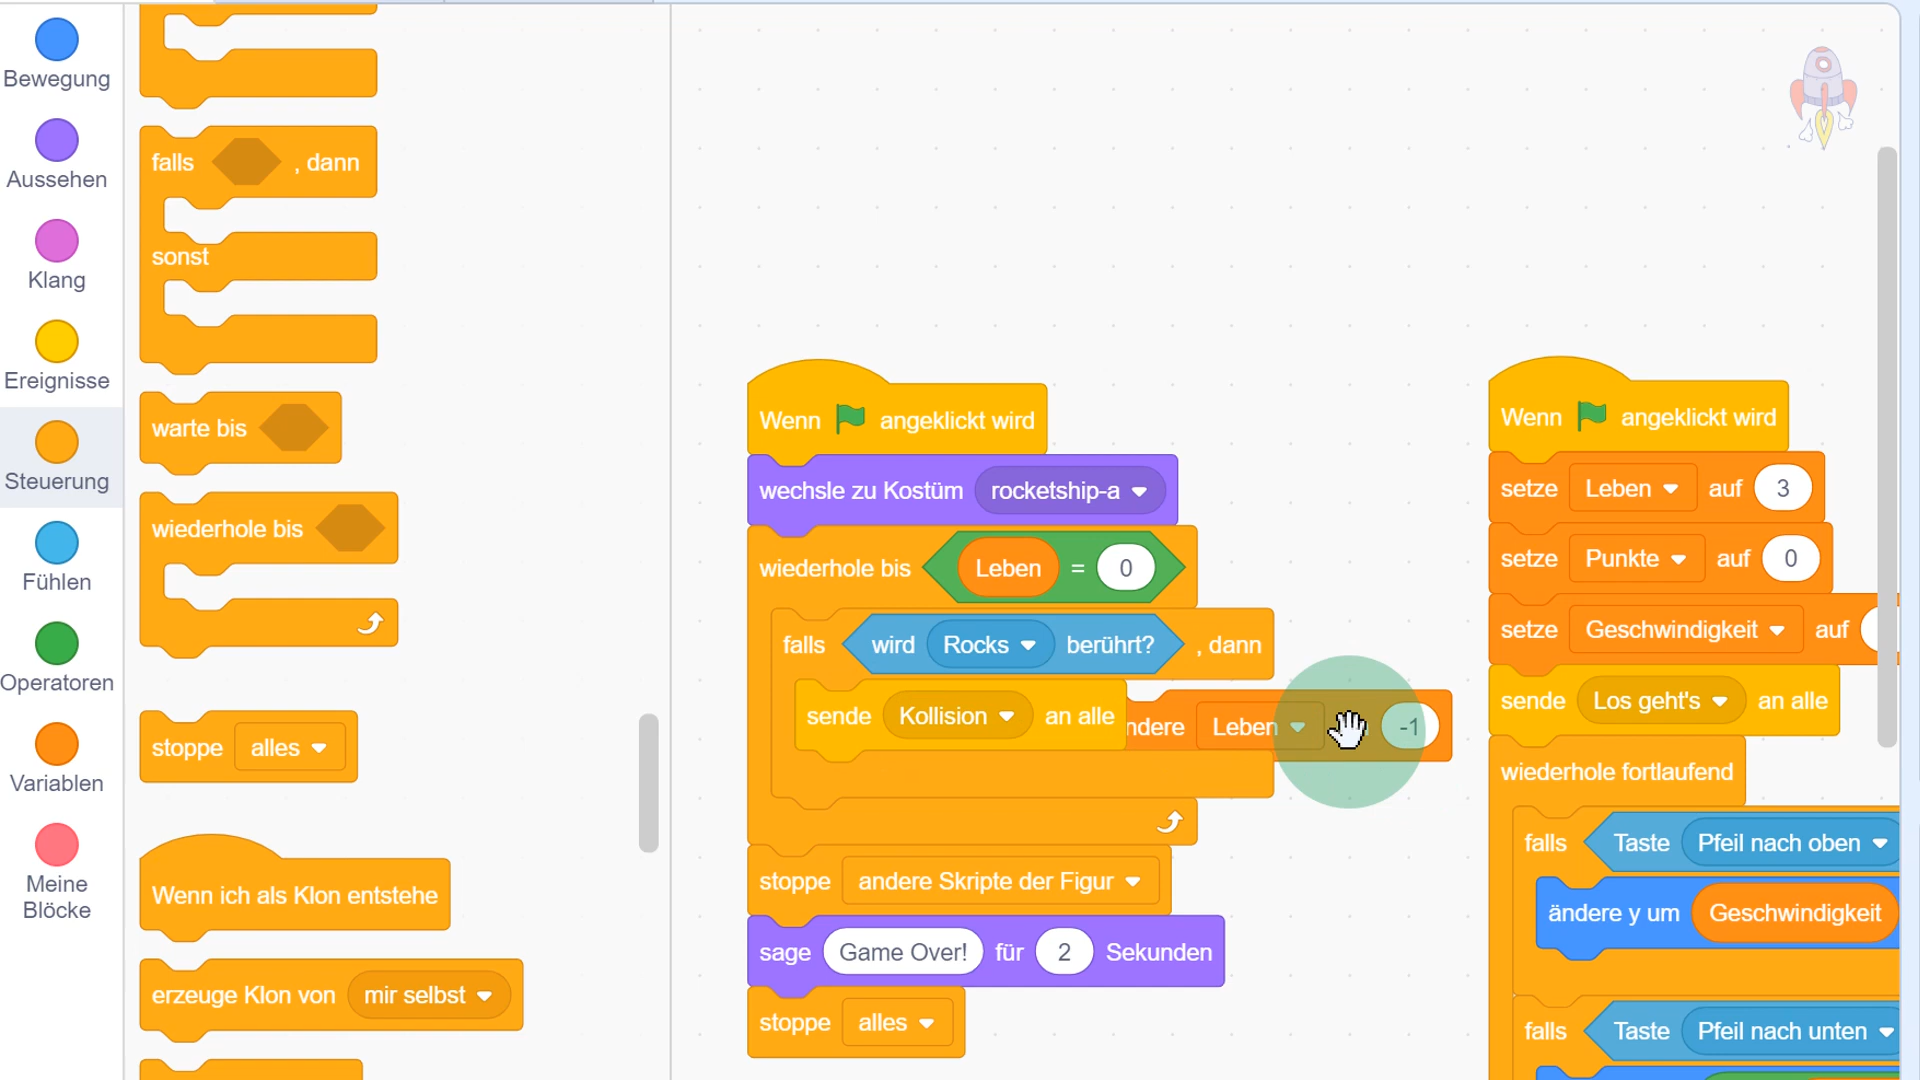 Bewegung
Aussehen
Klang
Ereignisse
Steuerung
Fühlen
Operatoren
Variablen
Meine
Blöcke
falls , dann
sonst
warte bis
wiederhole bis
stoppe alles
Wenn ich als Klon entstehe
erzeuge Klon von mir selbst
Wenn angeklickt wird
wechsle zu Kostüm rocketship-a
wiederhole bis Leben = 0
falls wird Rocks berührt? , dann
sende Kollision an alle
ndere Leben -1
stoppe andere Skripte der Figur
sage Game Over! für 2 Sekunden
stoppe alles
Wenn angeklickt wird
setze Leben auf 3
setze Punkte auf 0
setze Geschwindigkeit auf
sende Los geht's an alle
wiederhole fortlaufend
falls Taste Pfeil nach oben
ändere y um Geschwindigkeit
falls Taste Pfeil nach unten